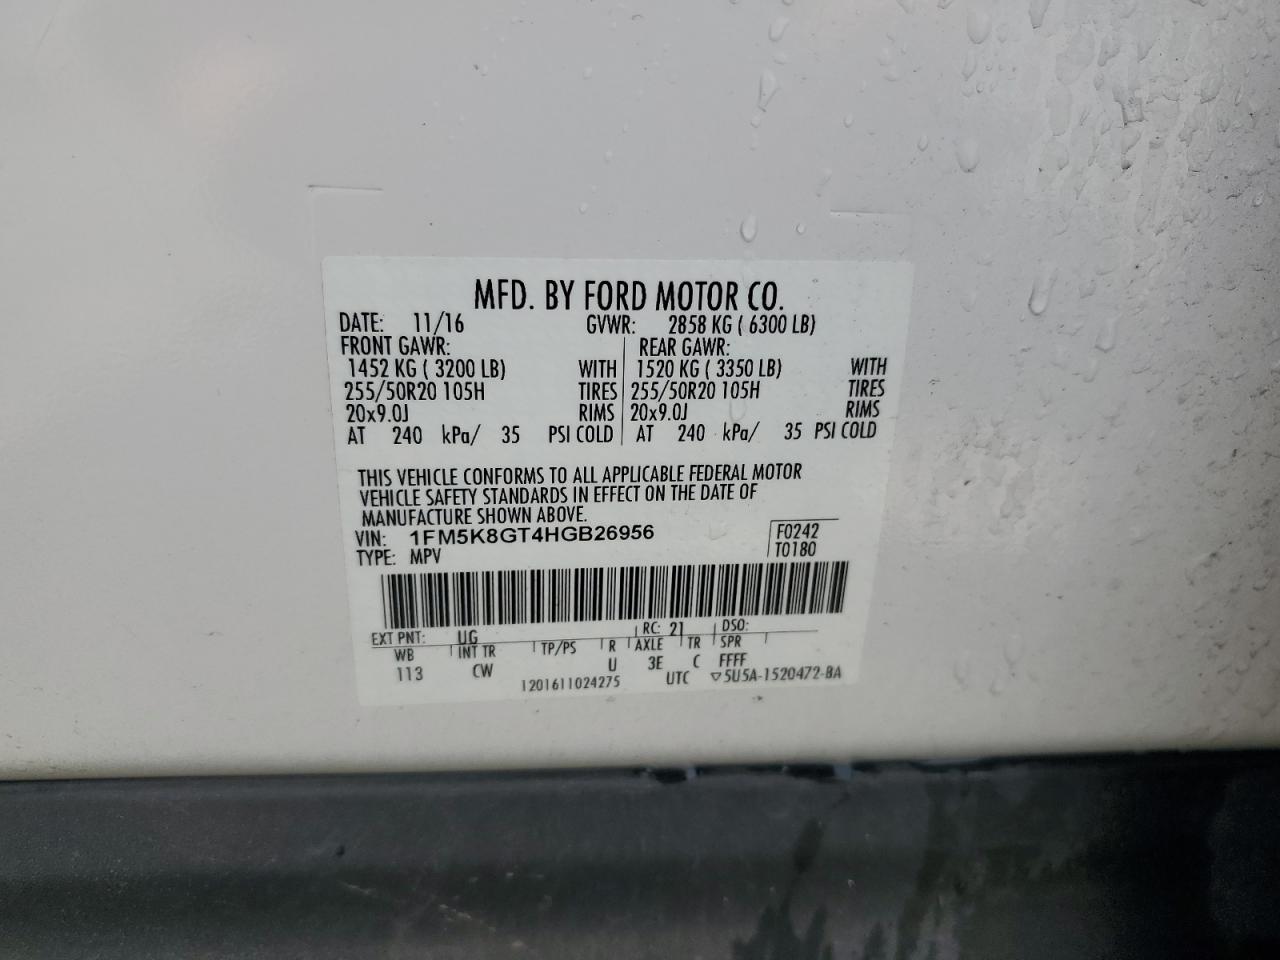 MFD. BY FORD MOTOR CO.
DATE: 11/16 GVWR: 2858 KG ( 6300 LB)
FRONT GAWR: REAR GAWR:
1452 KG ( 3200 LB) WITH 1520 KG ( 3350 LB) WITH
255/50R20 105H TIRES 255/50R20 105H TIRES
20x9.0J RIMS 20x9.0J RIMS
AT 240 kPa/ 35 PSI COLD AT 240 kPa/ 35 PSI COLD
THIS VEHICLE CONFORMS TO ALL APPLICABLE FEDERAL MOTOR
VEHICLE SAFETY STANDARDS IN EFFECT ON THE DATE OF
MANUFACTURE SHOWN ABOVE.
VIN: 1FM5K8GT4HGB26956 F0242
TYPE: MPV T0180
EXT PNT: UG RC: 21 DSO:
WB INT TR TP/PS R AXLE TR SPR
113 CW U 3E C FFFF
1201611024275 UTC ▽5U5A-1520472-BA